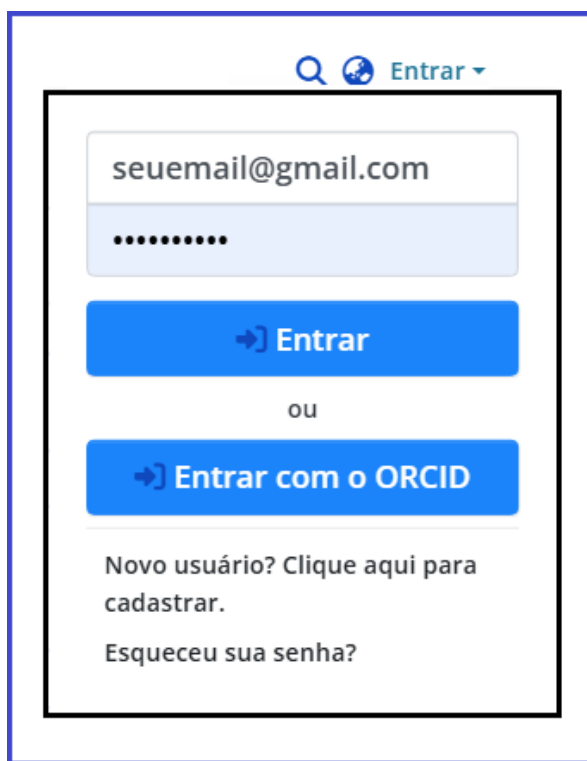 Entrar
seuemail@gmail.com
••••••••••
Entrar
ou
Entrar com o ORCID
Novo usuário? Clique aqui para
cadastrar.
Esqueceu sua senha?